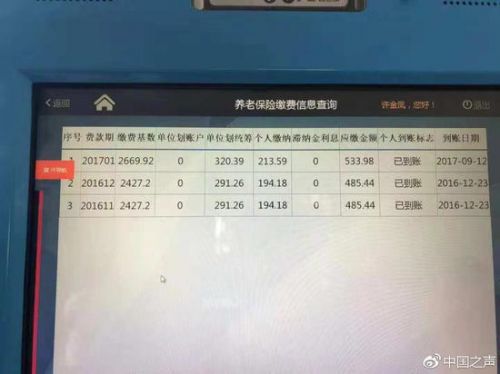 返回
养老保险缴费信息查询
许金凤，您好！
退出
序号 费款期 缴费基数 单位划账户 单位划统筹 个人缴纳 滞纳金利总 应缴金额 个人到账标志 到账日期
1 201701 2669.92 0 320.39 213.59 0 533.98 已到账 2017-09-12
2 201612 2427.2 0 291.26 194.18 0 485.44 已到账 2016-12-23
3 201611 2427.2 0 291.26 194.18 0 485.44 已到账 2016-12-23
@中国之声